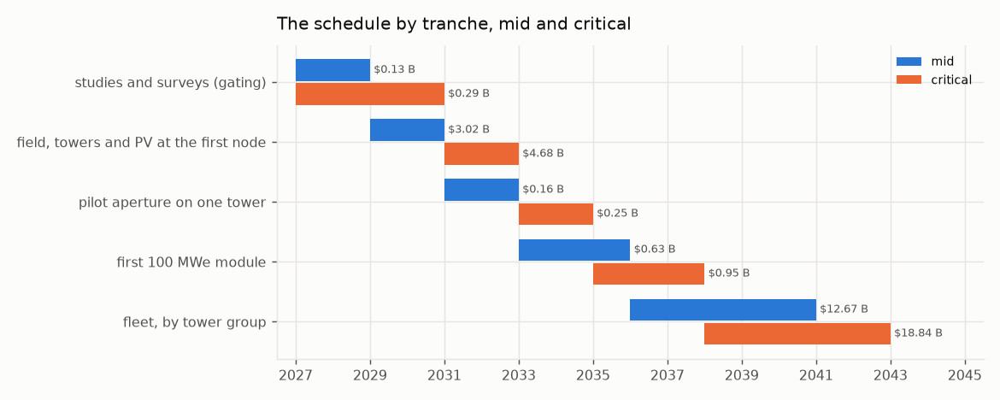 The schedule by tranche, mid and critical
mid
critical
studies and surveys (gating)
$0.13 B
$0.29 B
field, towers and PV at the first node
$3.02 B
$4.68 B
pilot aperture on one tower
$0.16 B
$0.25 B
first 100 MWe module
$0.63 B
$0.95 B
fleet, by tower group
$12.67 B
$18.84 B
2027 2029 2031 2033 2035 2037 2039 2041 2043 2045